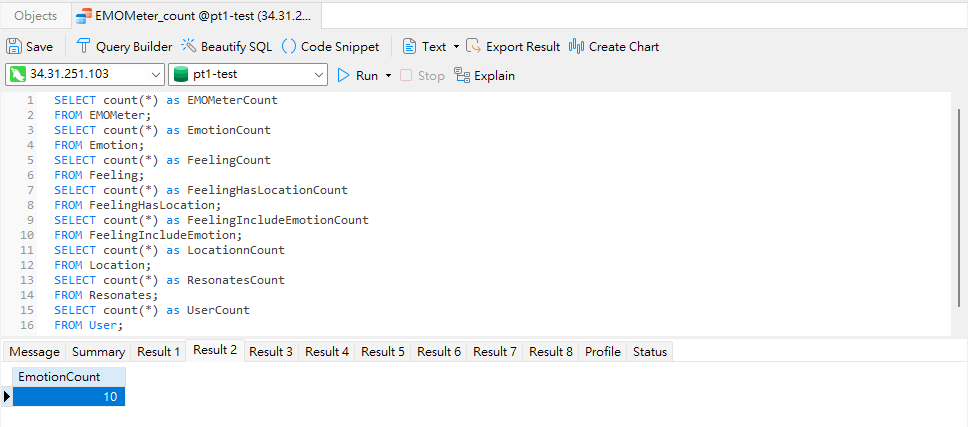 Objects EMOMeter_count @pt1-test (34.31.2...
Save Query Builder Beautify SQL Code Snippet Text Export Result Create Chart
34.31.251.103 pt1-test Run Stop Explain
1 SELECT count(*) as EMOMeterCount
2 FROM EMOMeter;
3 SELECT count(*) as EmotionCount
4 FROM Emotion;
5 SELECT count(*) as FeelingCount
6 FROM Feeling;
7 SELECT count(*) as FeelingHasLocationCount
8 FROM FeelingHasLocation;
9 SELECT count(*) as FeelingIncludeEmotionCount
10 FROM FeelingIncludeEmotion;
11 SELECT count(*) as LocationnCount
12 FROM Location;
13 SELECT count(*) as ResonatesCount
14 FROM Resonates;
15 SELECT count(*) as UserCount
16 FROM User;
Message Summary Result 1 Result 2 Result 3 Result 4 Result 5 Result 6 Result 7 Result 8 Profile Status
EmotionCount
10